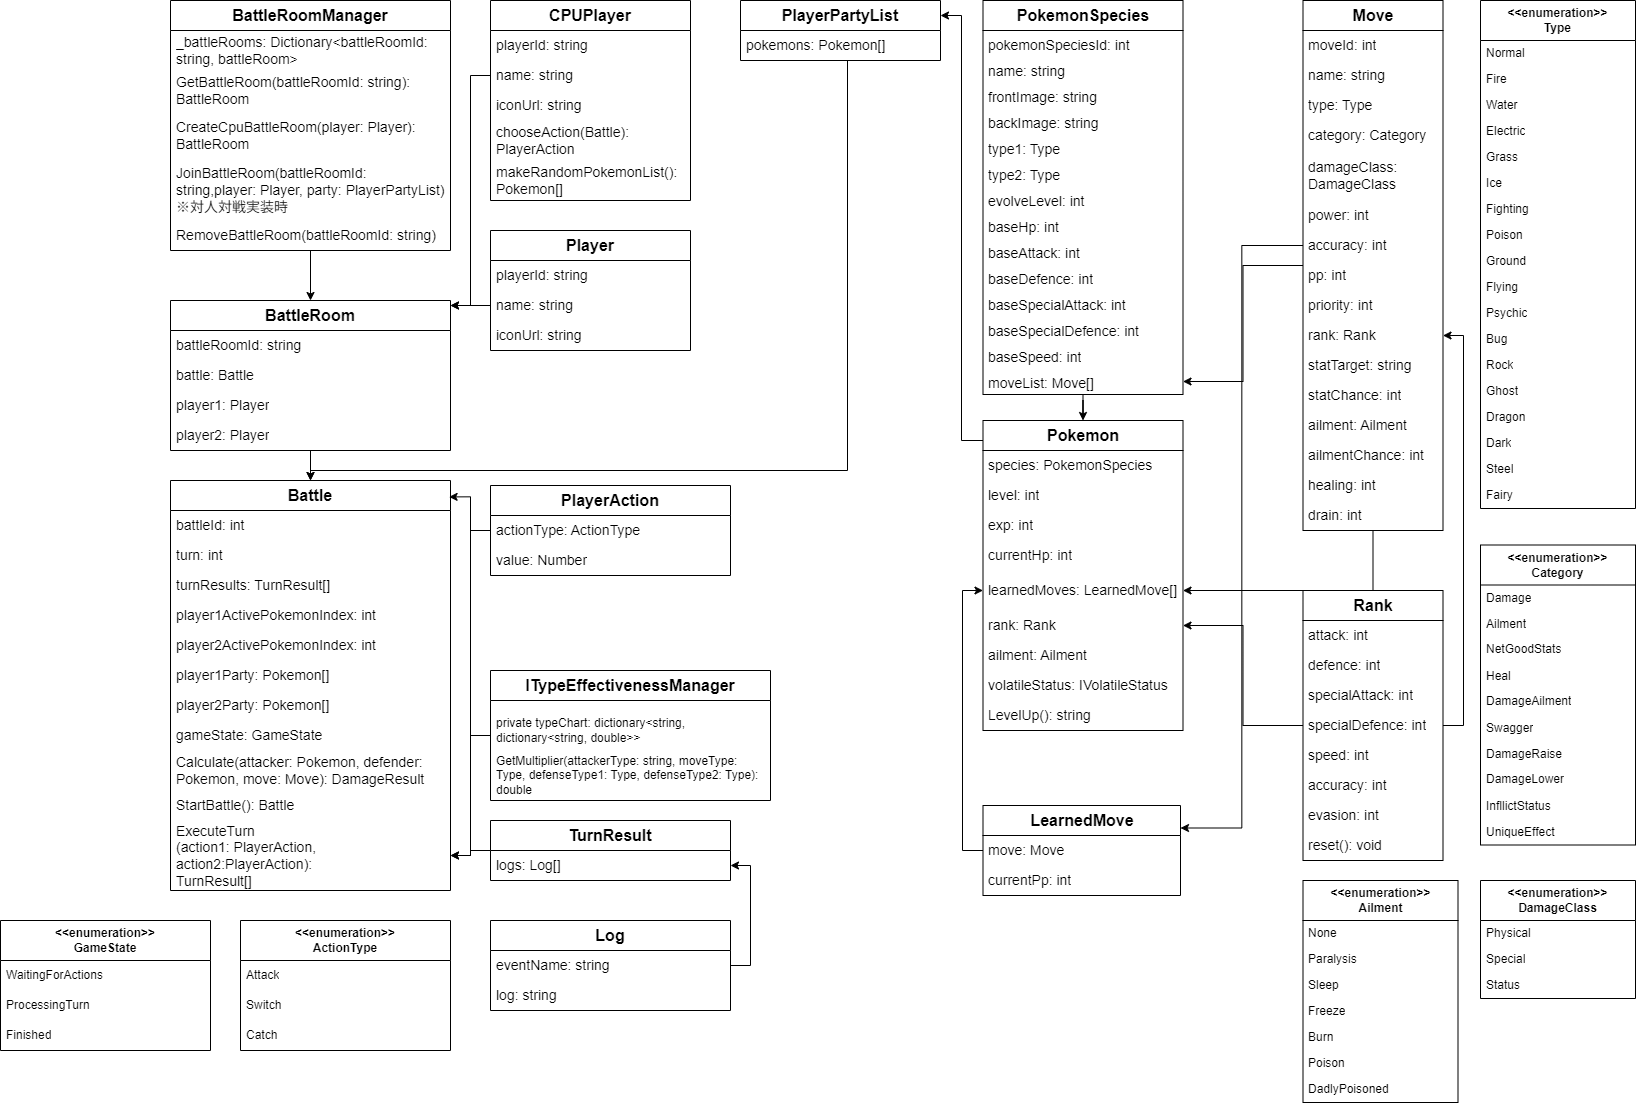 BattleRoomManager
_battleRooms: Dictionary<battleRoomId:
string, battleRoom>
GetBattleRoom(battleRoomId: string):
BattleRoom
CreateCpuBattleRoom(player: Player):
BattleRoom
JoinBattleRoom(battleRoomId:
string,player: Player, party: PlayerPartyList)
※対人対戦実装時
RemoveBattleRoom(battleRoomId: string)
BattleRoom
battleRoomId: string
battle: Battle
player1: Player
player2: Player
Battle
battleId: int
turn: int
turnResults: TurnResult[]
player1ActivePokemonIndex: int
player2ActivePokemonIndex: int
player1Party: Pokemon[]
player2Party: Pokemon[]
gameState: GameState
Calculate(attacker: Pokemon, defender:
Pokemon, move: Move): DamageResult
StartBattle(): Battle
ExecuteTurn
(action1: PlayerAction,
action2:PlayerAction):
TurnResult[]
<<enumeration>>
GameState
WaitingForActions
ProcessingTurn
Finished
<<enumeration>>
ActionType
Attack
Switch
Catch
CPUPlayer
playerId: string
name: string
iconUrl: string
chooseAction(Battle):
PlayerAction
makeRandomPokemonList():
Pokemon[]
Player
playerId: string
name: string
iconUrl: string
PlayerAction
actionType: ActionType
value: Number
ITypeEffectivenessManager
private typeChart: dictionary<string,
dictionary<string, double>>
GetMultiplier(attackerType: string, moveType:
Type, defenseType1: Type, defenseType2: Type):
double
TurnResult
logs: Log[]
Log
eventName: string
log: string
PlayerPartyList
pokemons: Pokemon[]
PokemonSpecies
pokemonSpeciesId: int
name: string
frontImage: string
backImage: string
type1: Type
type2: Type
evolveLevel: int
baseHp: int
baseAttack: int
baseDefence: int
baseSpecialAttack: int
baseSpecialDefence: int
baseSpeed: int
moveList: Move[]
Pokemon
species: PokemonSpecies
level: int
exp: int
currentHp: int
learnedMoves: LearnedMove[]
rank: Rank
ailment: Ailment
volatileStatus: IVolatileStatus
LevelUp(): string
LearnedMove
move: Move
currentPp: int
Move
moveId: int
name: string
type: Type
category: Category
damageClass:
DamageClass
power: int
accuracy: int
pp: int
priority: int
rank: Rank
statTarget: string
statChance: int
ailment: Ailment
ailmentChance: int
healing: int
drain: int
Rank
attack: int
defence: int
specialAttack: int
specialDefence: int
speed: int
accuracy: int
evasion: int
reset(): void
<<enumeration>>
Ailment
None
Paralysis
Sleep
Freeze
Burn
Poison
DadlyPoisoned
<<enumeration>>
Type
Normal
Fire
Water
Electric
Grass
Ice
Fighting
Poison
Ground
Flying
Psychic
Bug
Rock
Ghost
Dragon
Dark
Steel
Fairy
<<enumeration>>
Category
Damage
Ailment
NetGoodStats
Heal
DamageAilment
Swagger
DamageRaise
DamageLower
InfllictStatus
UniqueEffect
<<enumeration>>
DamageClass
Physical
Special
Status